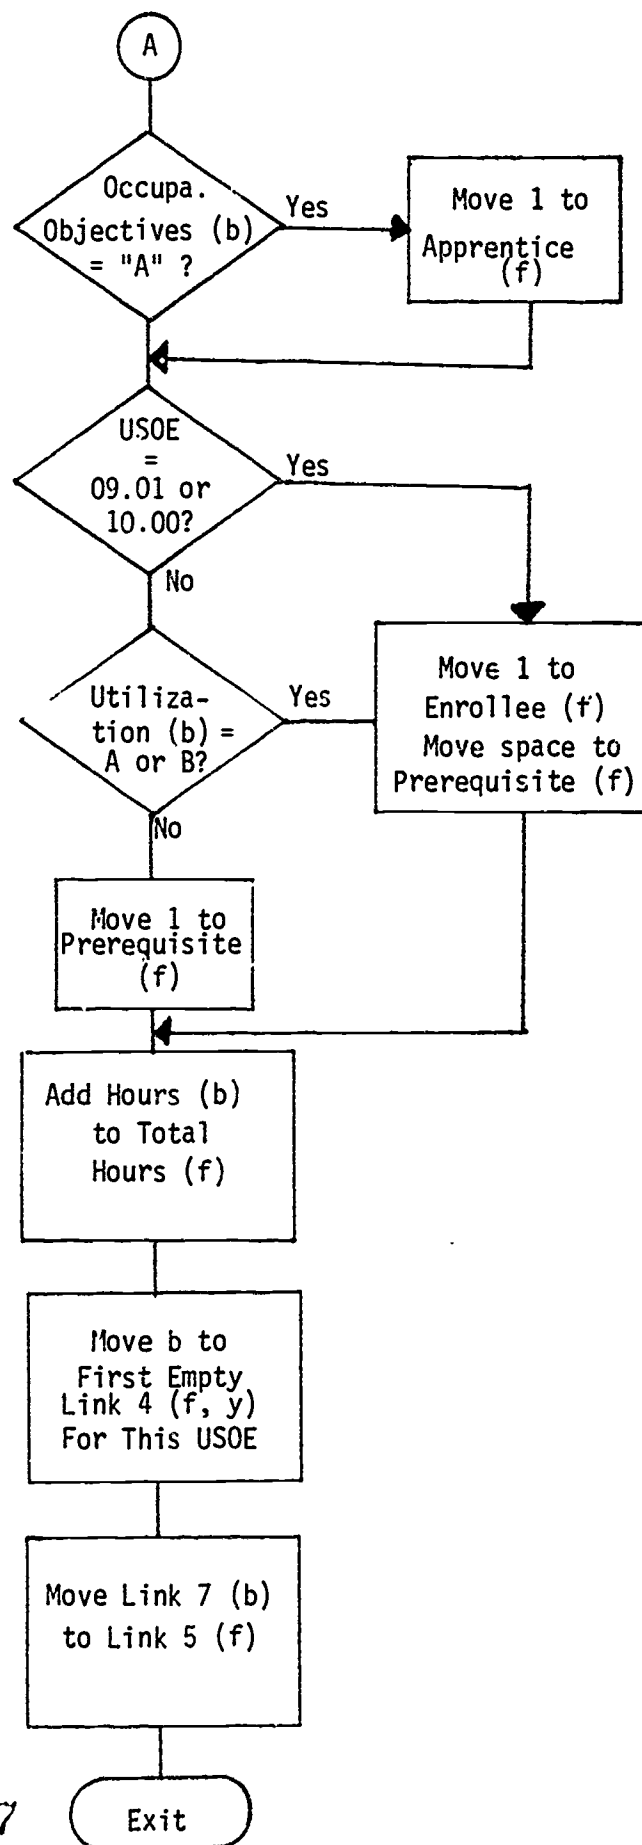 A
Occupa.
Objectives (b)
= "A" ?
Yes
Move 1 to
Apprentice
(f)
USOE
=
09.01 or
10.00?
Yes
No
Utiliza-
tion (b) =
A or B?
Yes
Move 1 to
Enrollee (f)
Move space to
Prerequisite (f)
No
Move 1 to
Prerequisite
(f)
Add Hours (b)
to Total
Hours (f)
Move b to
First Empty
Link 4 (f, y)
For This USOE
Move Link 7 (b)
to Link 5 (f)
7
Exit